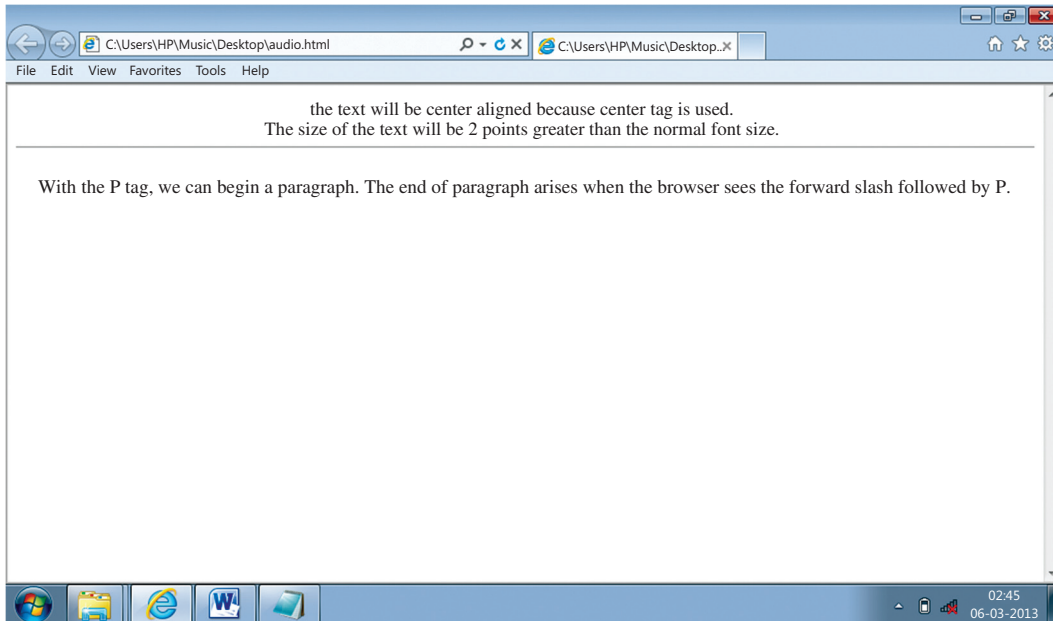 C:\Users\HP\Music\Desktop\audio.html
C:\Users\HP\Music\Desktop..
File Edit View Favorites Tools Help
the text will be center aligned because center tag is used.
The size of the text will be 2 points greater than the normal font size.
With the P tag, we can begin a paragraph. The end of paragraph arises when the browser sees the forward slash followed by P.
W
02:45
06-03-2013